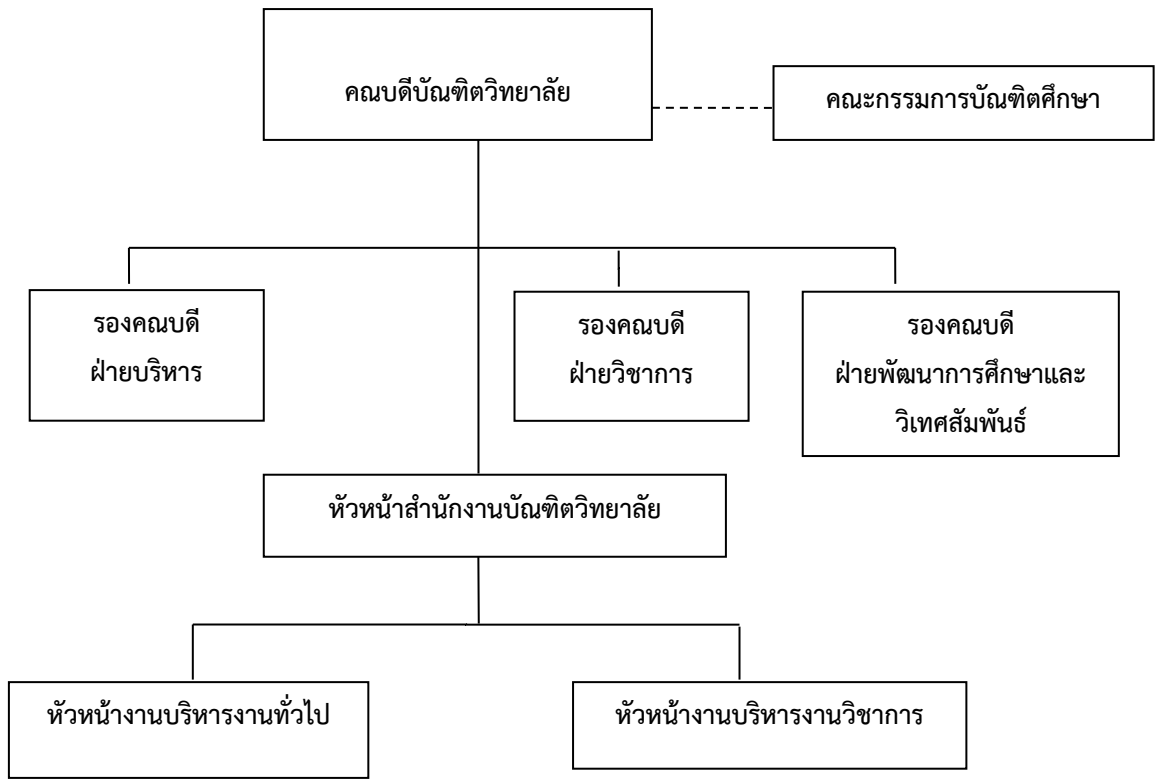 คณบดีบัณฑิตวิทยาลัย
คณะกรรมการบัณฑิตศึกษา
รองคณบดี
ฝ่ายบริหาร
รองคณบดี
ฝ่ายวิชาการ
รองคณบดี
ฝ่ายพัฒนาการศึกษาและ
วิเทศสัมพันธ์
หัวหน้าสำนักงานบัณฑิตวิทยาลัย
หัวหน้างานบริหารงานทั่วไป
หัวหน้างานบริหารงานวิชาการ